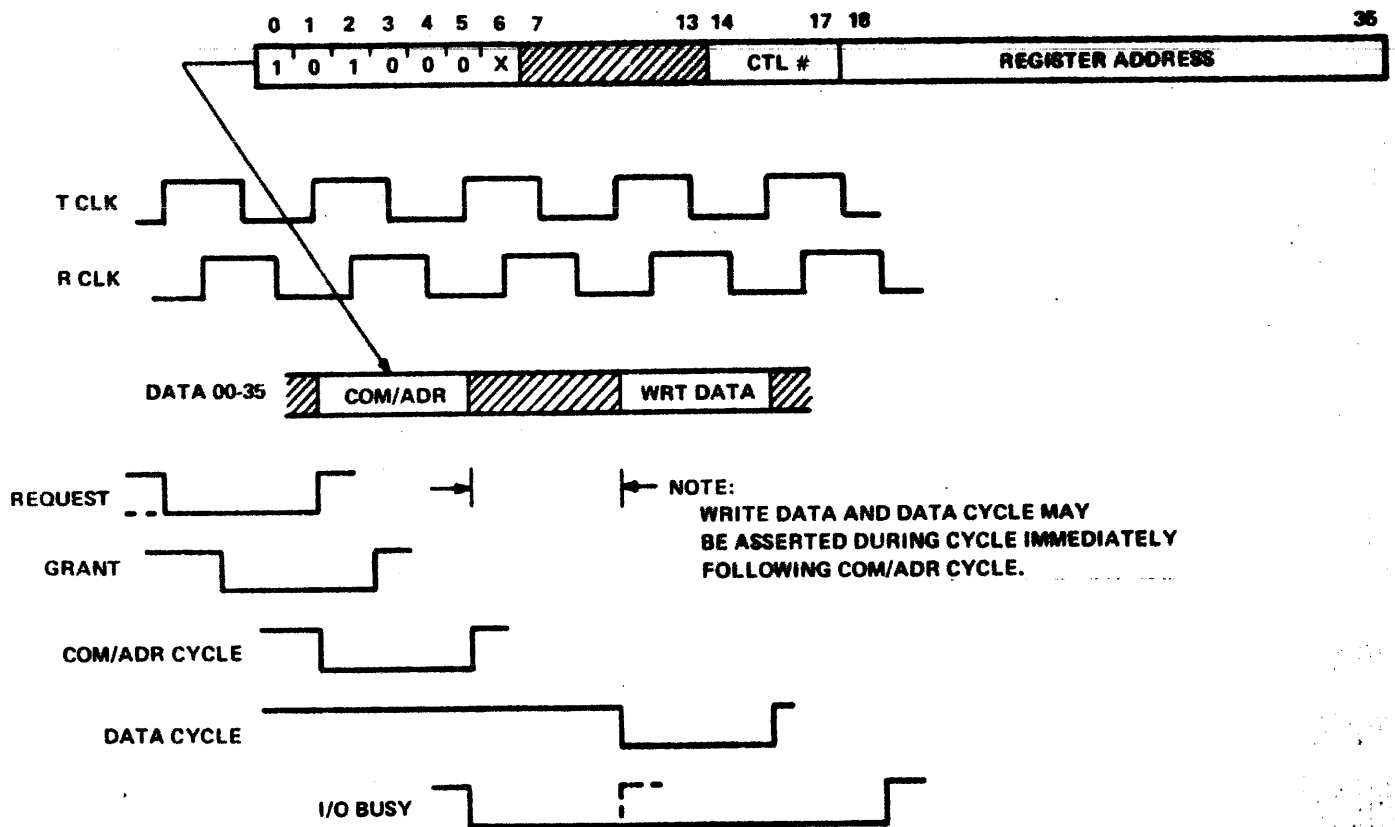 0 1 2 3 4 5 6 7 13 14 17 18 35
1 0 1 0 0 0 X CTL # REGISTER ADDRESS
T CLK
R CLK
DATA 00-35 COM/ADR WRT DATA
REQUEST
NOTE:
WRITE DATA AND DATA CYCLE MAY
BE ASSERTED DURING CYCLE IMMEDIATELY
FOLLOWING COM/ADR CYCLE.
GRANT
COM/ADR CYCLE
DATA CYCLE
I/O BUSY